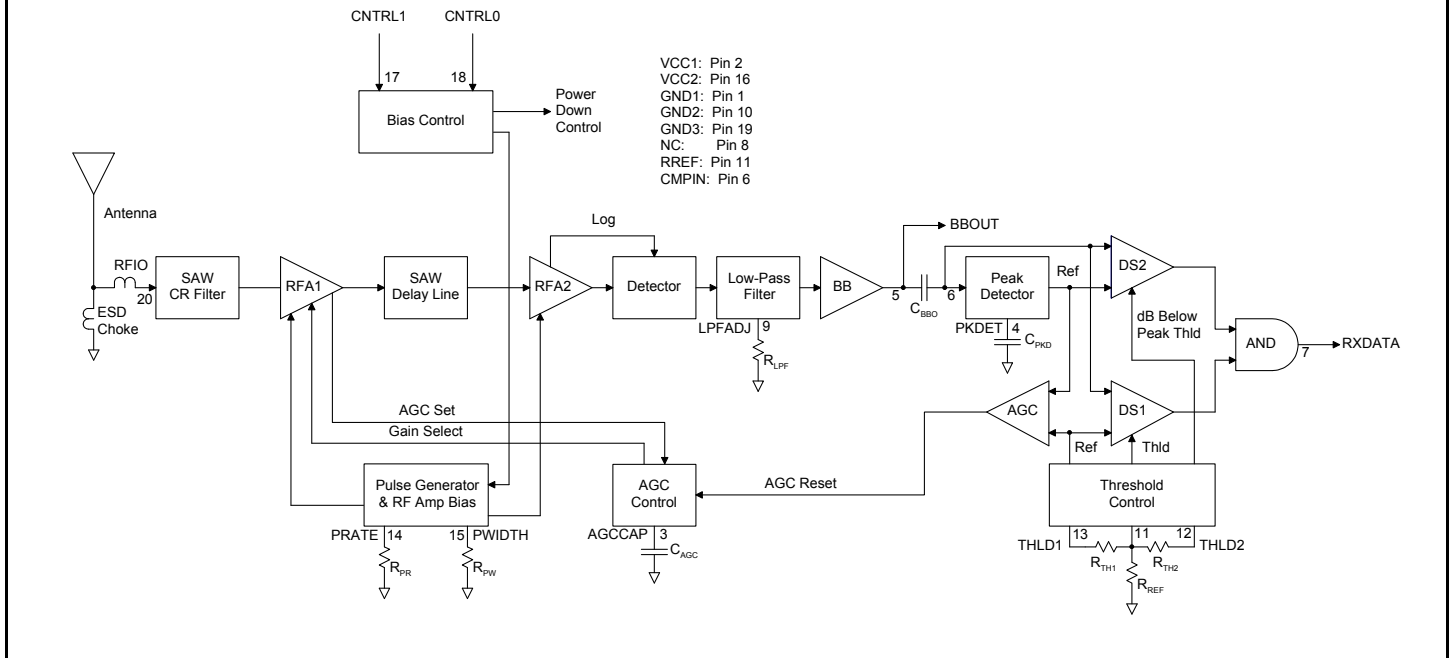 CNTRL1 CNTRL0
17 18
Bias Control
Power
Down
Control
VCC1: Pin 2
VCC2: Pin 16
GND1: Pin 1
GND2: Pin 10
GND3: Pin 19
NC: Pin 8
RREF: Pin 11
CMPIN: Pin 6
Antenna
RFIO
20
ESD
Choke
SAW
CR Filter
RFA1
SAW
Delay Line
Log
RFA2
Detector
Low-Pass
Filter
LPFADJ 9
RLPF
BB
BBOUT
5
CBBO
6
Peak
Detector
PKDET 4
CPKD
Ref
DS2
dB Below
Peak Thld
AND
7
RXDATA
AGC Set
Gain Select
AGC
DS1
Ref
Thld
Pulse Generator
& RF Amp Bias
PRATE 14
15 PWIDTH
RPR
RPW
AGC
Control
AGCCAP 3
CAGC
AGC Reset
Threshold
Control
THLD1 13 11 12 THLD2
RTH1 RTH2
RREF